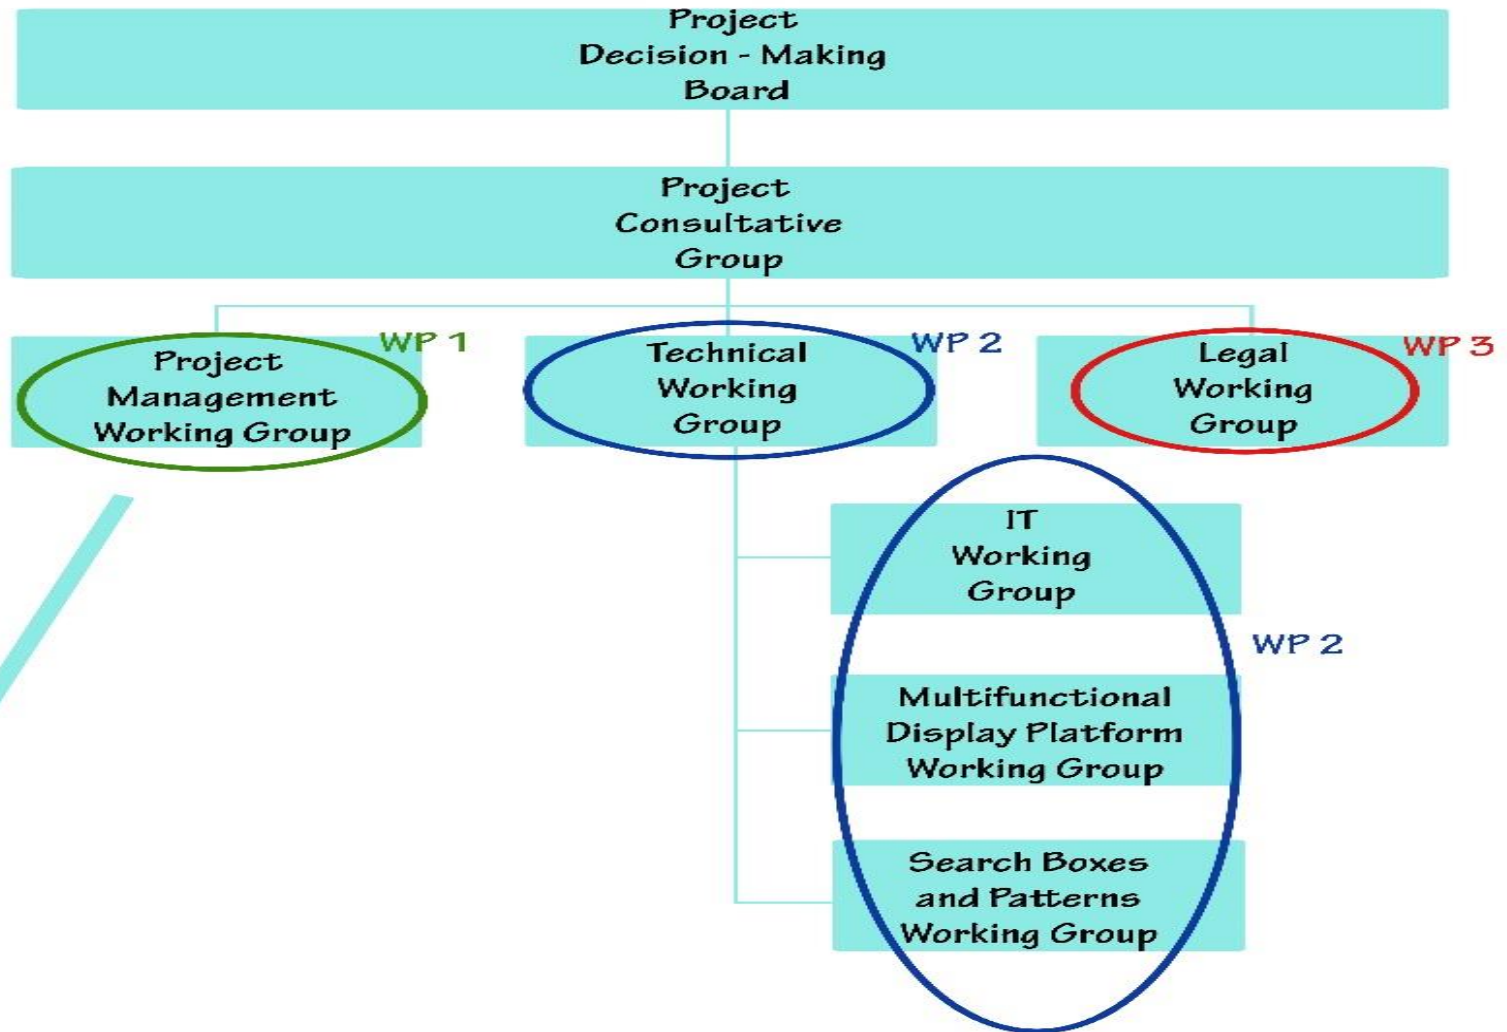 Project
Decision - Making
Board
Project
Consultative
Group
Project
Management
Working Group
WP 1
Technical
Working
Group
WP 2
Legal
Working
Group
WP 3
IT
Working
Group
WP 2
Multifunctional
Display Platform
Working Group
Search Boxes
and Patterns
Working Group